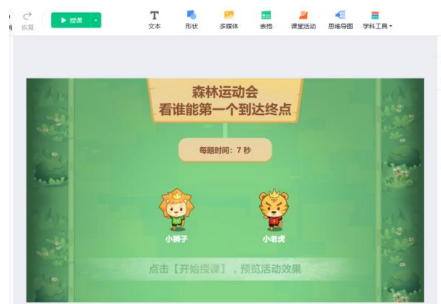 恢复
授课
文本
形状
多媒体
表格
课堂活动
思维导图
学科工具
森林运动会
看谁能第一个到达终点
每题时间：7 秒
小狮子
小老虎
点击【开始授课】，预览活动效果